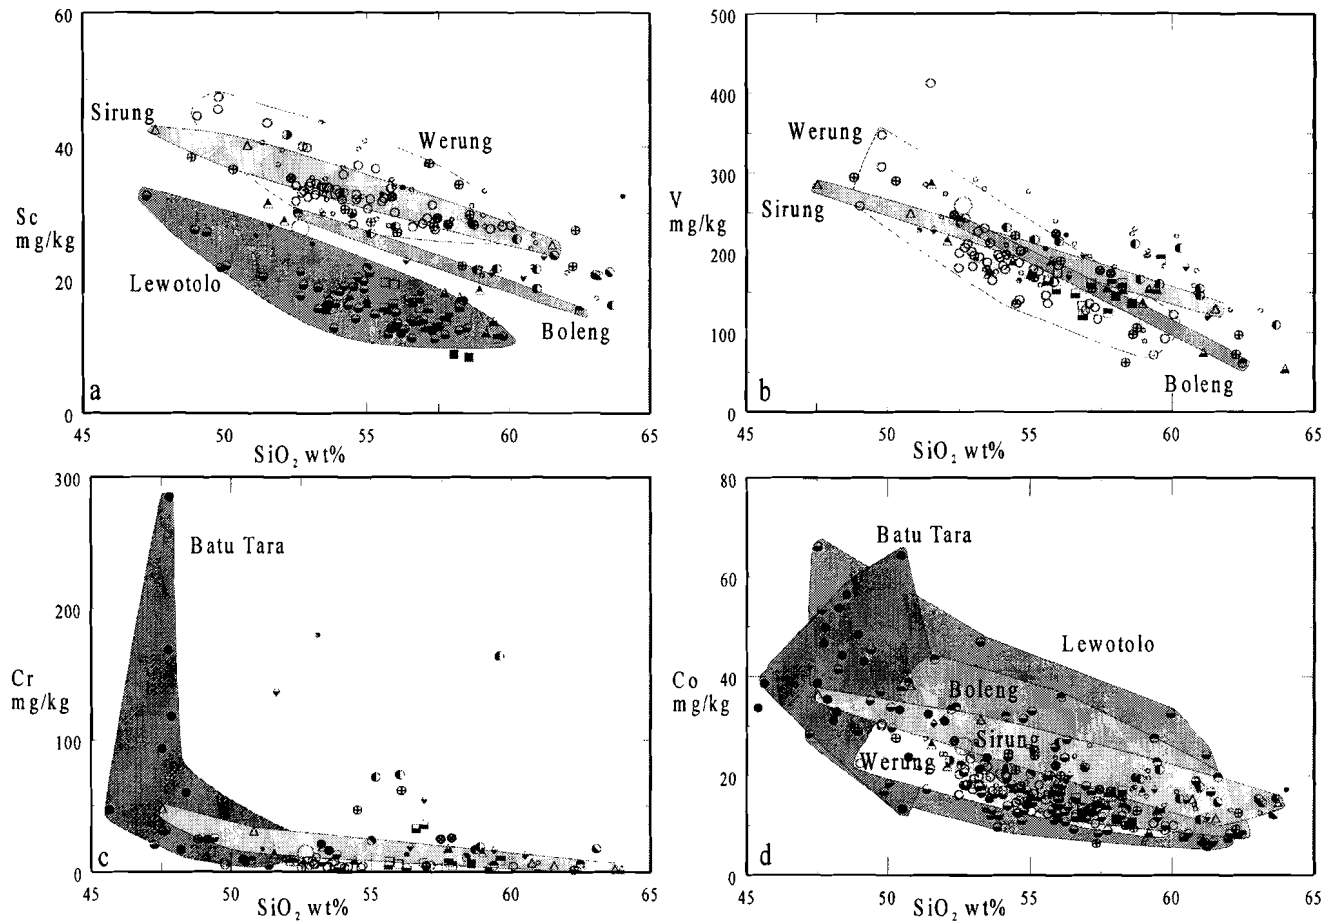 60
40
20
0
Sc
mg/kg
Sirung
Werung
Lewotolo
Boleng
a
45
50
55
60
65
SiO2 wt%
500
400
300
200
100
0
V
mg/kg
Werung
Sirung
Boleng
b
45
50
55
60
65
SiO2 wt%
300
200
100
0
Cr
mg/kg
Batu Tara
c
45
50
55
60
65
SiO2 wt%
80
60
40
20
0
Co
mg/kg
Batu Tara
Lewotolo
Boleng
Sirung
Werung
d
45
50
55
60
65
SiO2 wt%